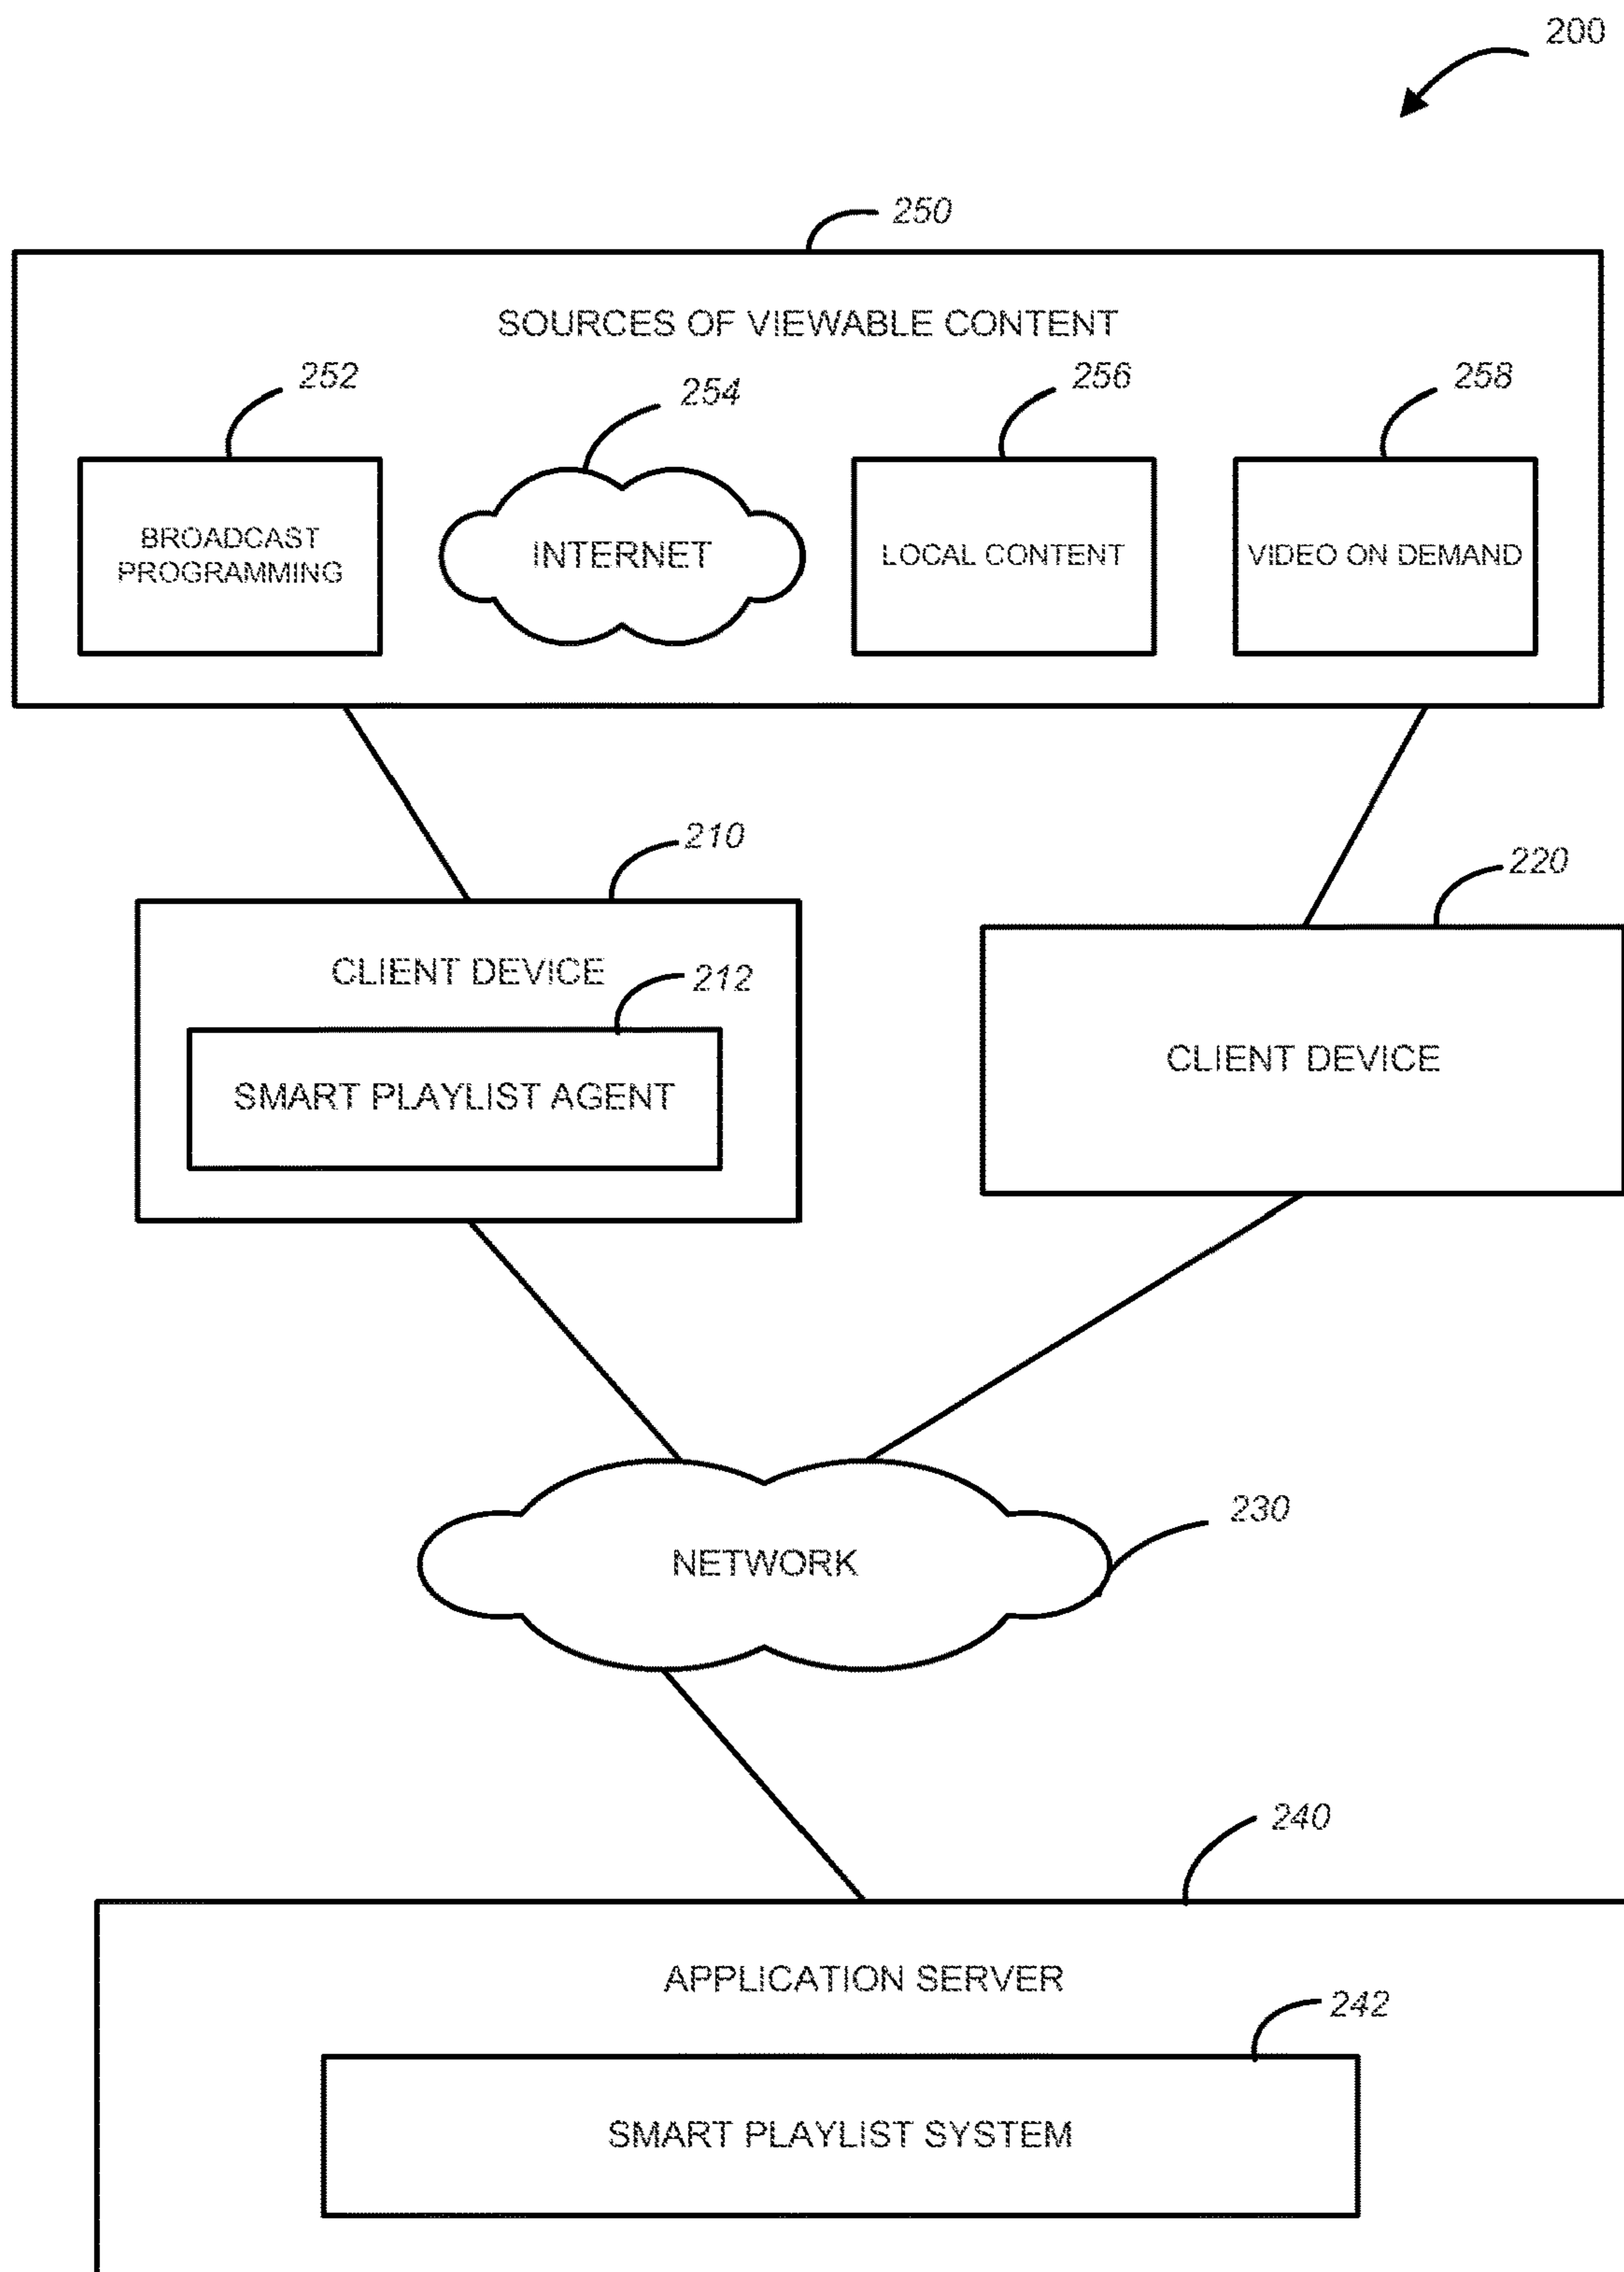 200
250
SOURCES OF VIEWABLE CONTENT
252
254
256
258
BROADCAST
PROGRAMMING
INTERNET
LOCAL CONTENT
VIDEO ON DEMAND
210
220
CLIENT DEVICE
212
SMART PLAYLIST AGENT
CLIENT DEVICE
230
NETWORK
240
APPLICATION SERVER
242
SMART PLAYLIST SYSTEM